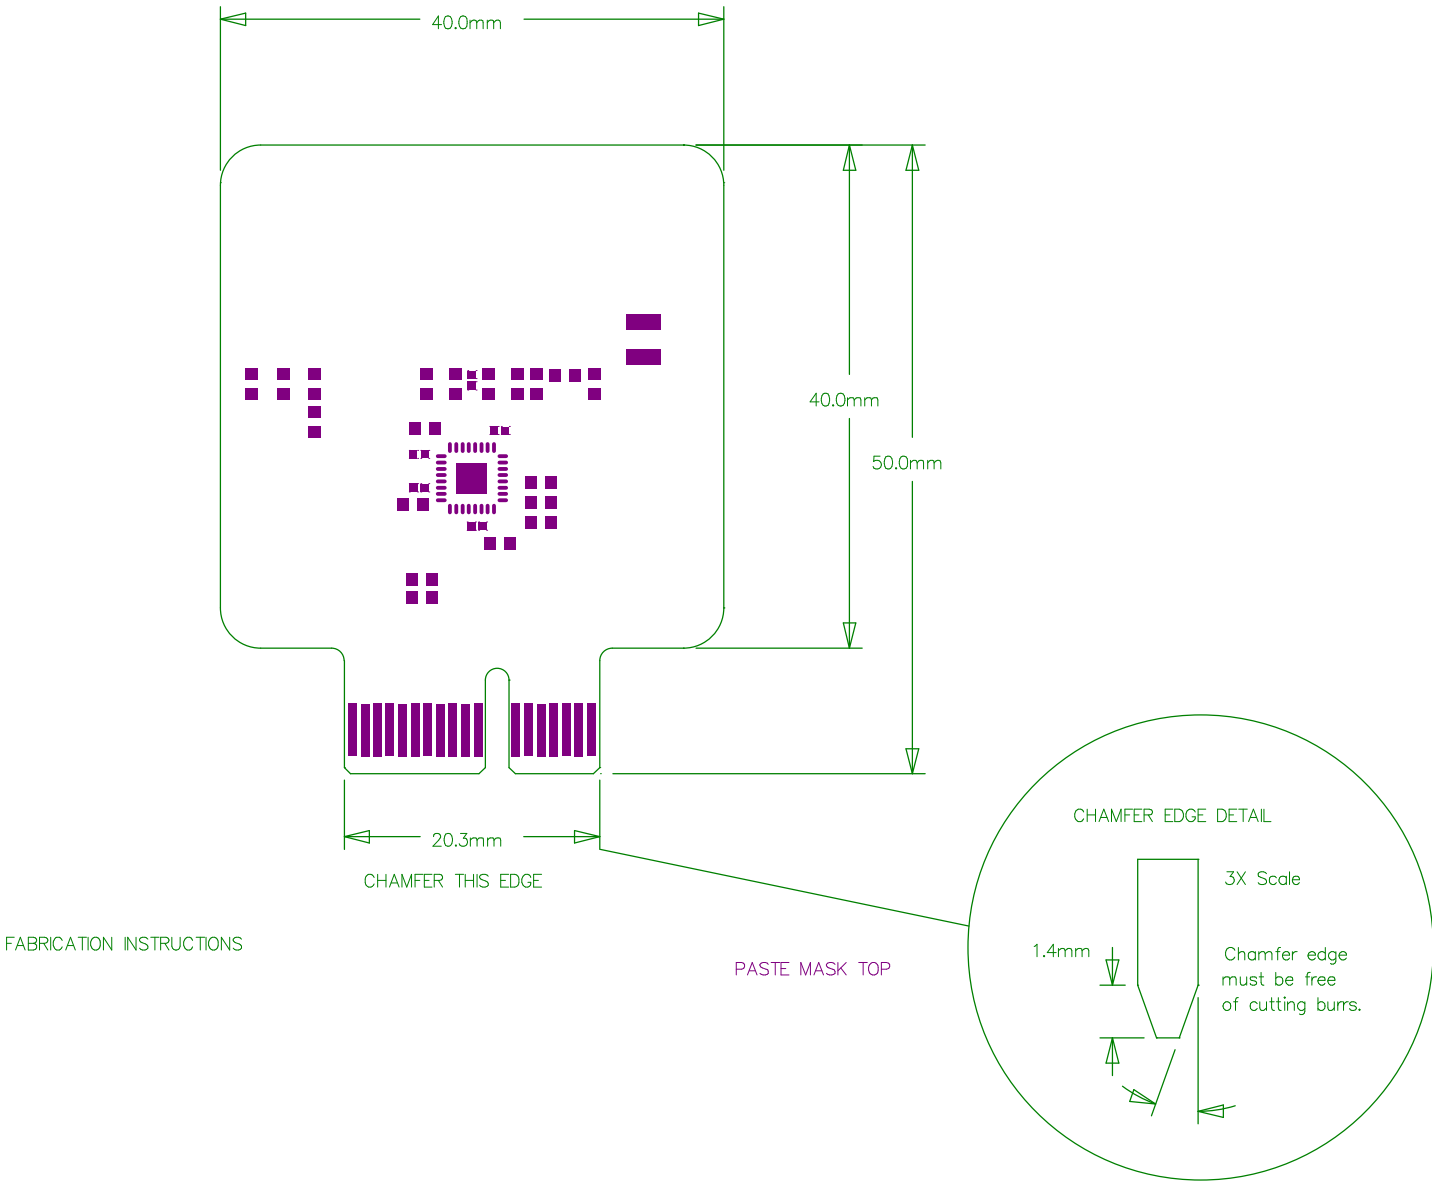 40.0mm
40.0mm
50.0mm
20.3mm
CHAMFER THIS EDGE
FABRICATION INSTRUCTIONS
PASTE MASK TOP
CHAMFER EDGE DETAIL
3X Scale
1.4mm
Chamfer edge
must be free
of cutting burrs.